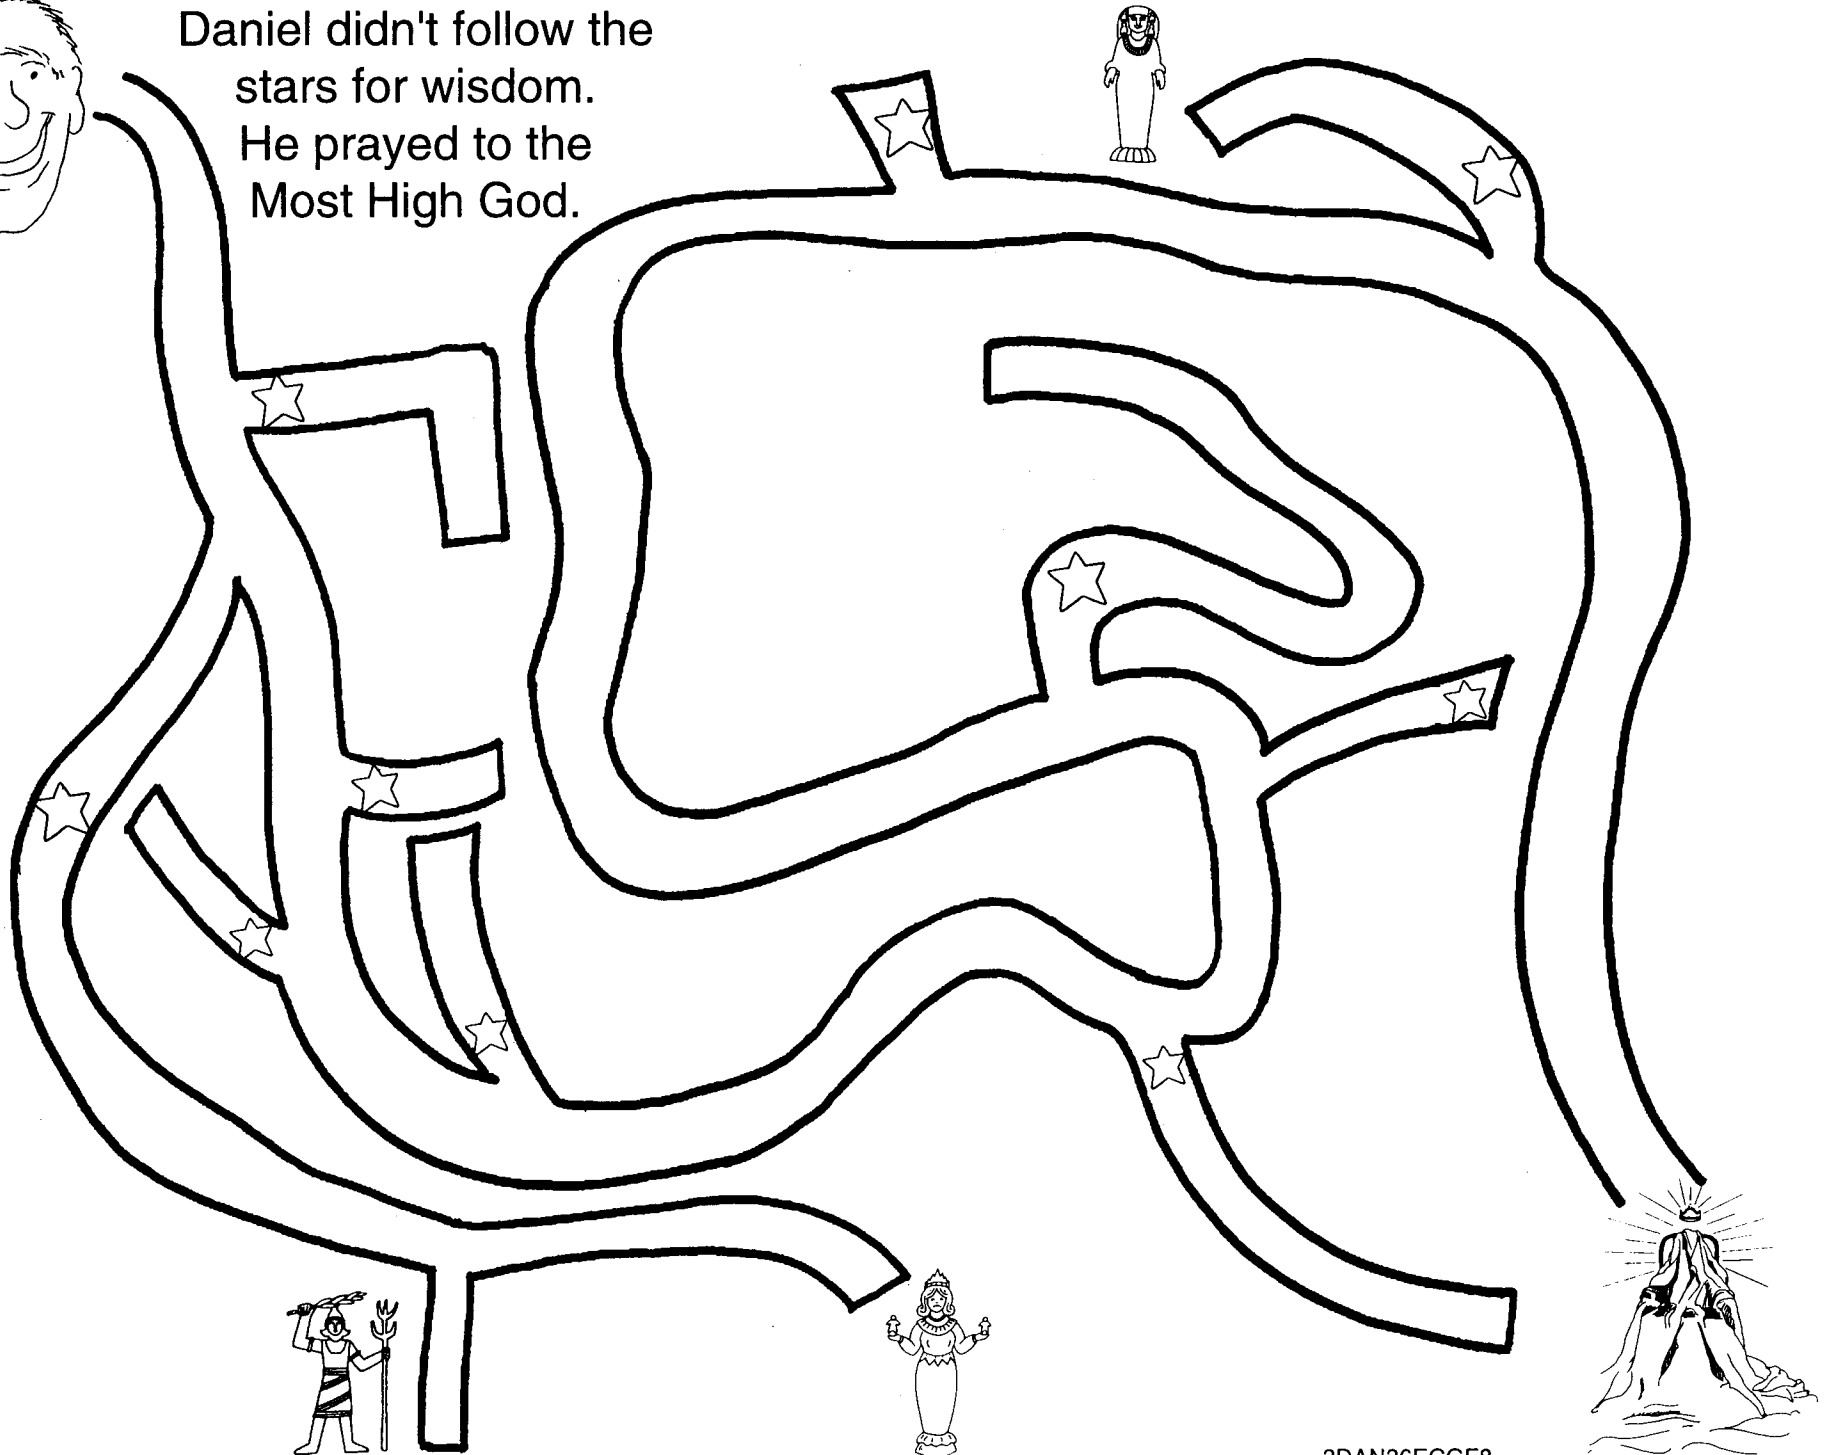 Daniel didn't follow the
stars for wisdom.
He prayed to the
Most High God.